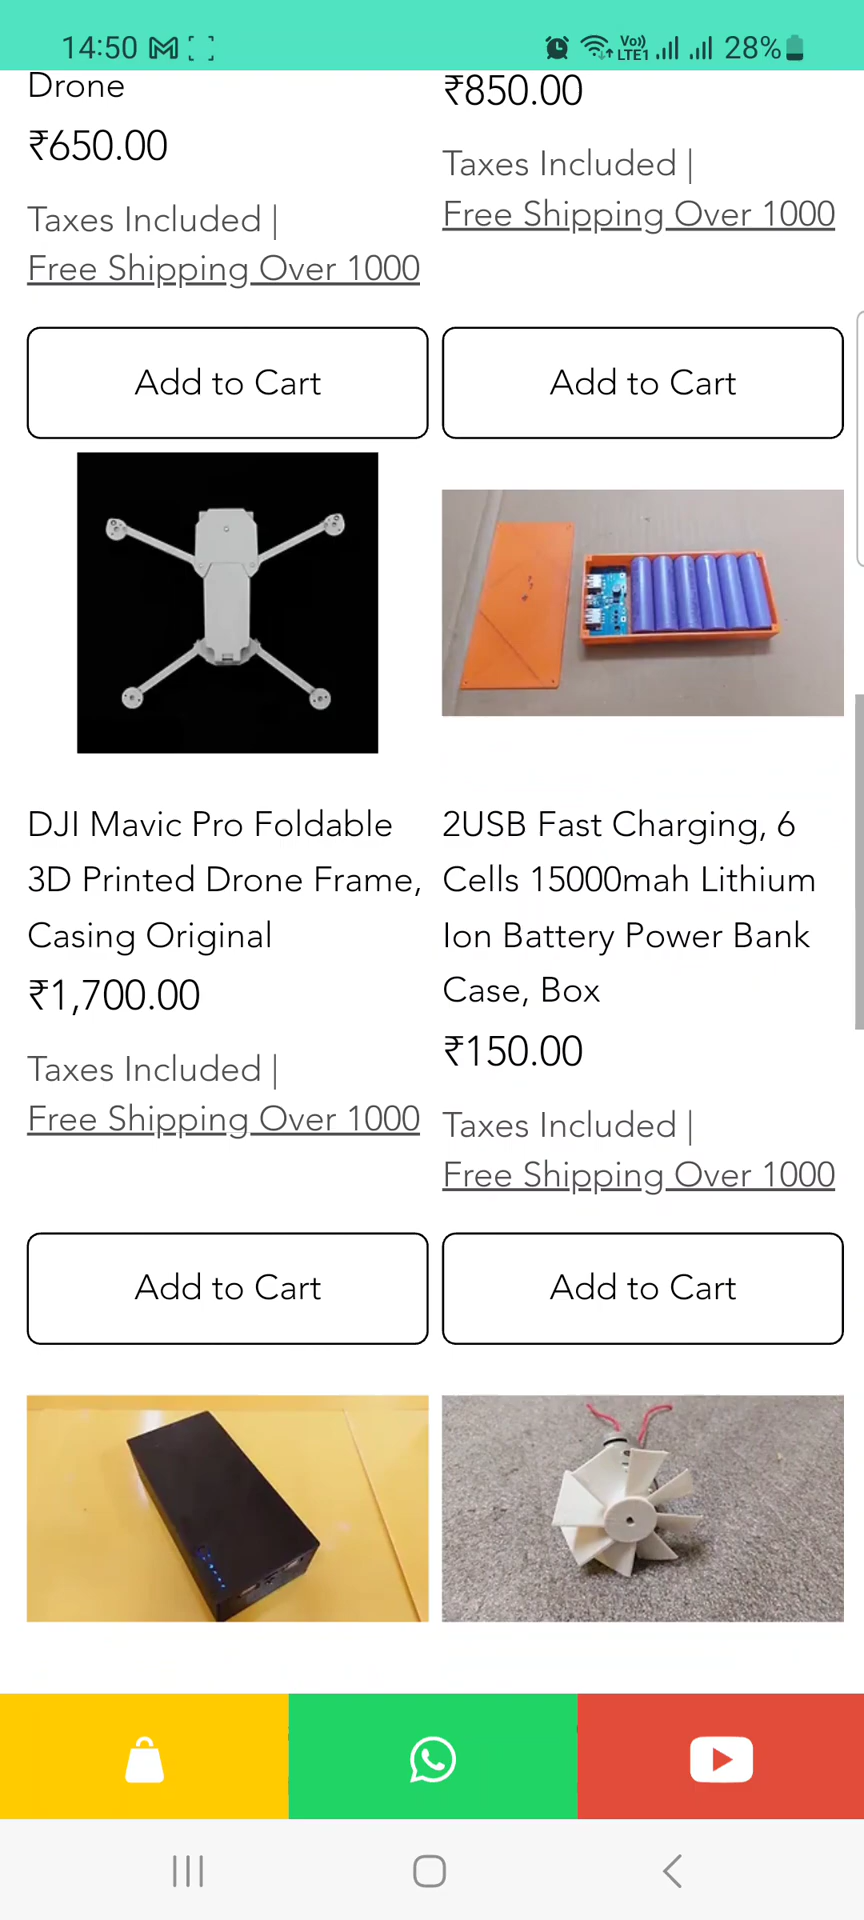 14:50
Vo))
LTE1
28%
Drone
₹650.00
Taxes Included |
Free Shipping Over 1000
Add to Cart
₹850.00
Taxes Included |
Free Shipping Over 1000
Add to Cart
DJI Mavic Pro Foldable
3D Printed Drone Frame,
Casing Original
₹1,700.00
Taxes Included |
Free Shipping Over 1000
Add to Cart
2USB Fast Charging, 6
Cells 15000mah Lithium
Ion Battery Power Bank
Case, Box
₹150.00
Taxes Included |
Free Shipping Over 1000
Add to Cart